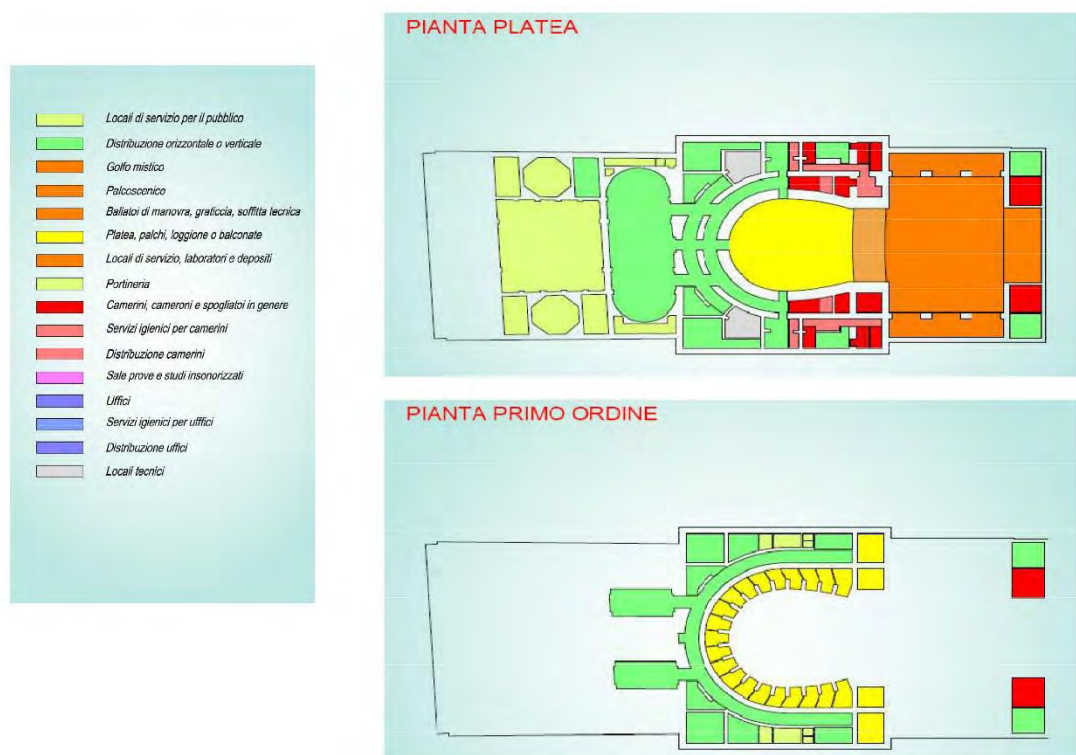 PIANTA PLATEA
Locali di servizio per il pubblico
Distribuzione orizzontale o verticale
Golfo mistico
Palcoscenico
Ballatoi di manovra, graticcia, soffitta tecnica
Platea, palchi, loggione o balconate
Locali di servizio, laboratori e depositi
Portineria
Camerini, cameroni e spogliatoi in genere
Servizi igienici per camerini
Distribuzione camerini
Sale prove e studi insonorizzati
Uffici
Servizi igienici per ufffici
Distribuzione uffici
Locali tecnici
PIANTA PRIMO ORDINE